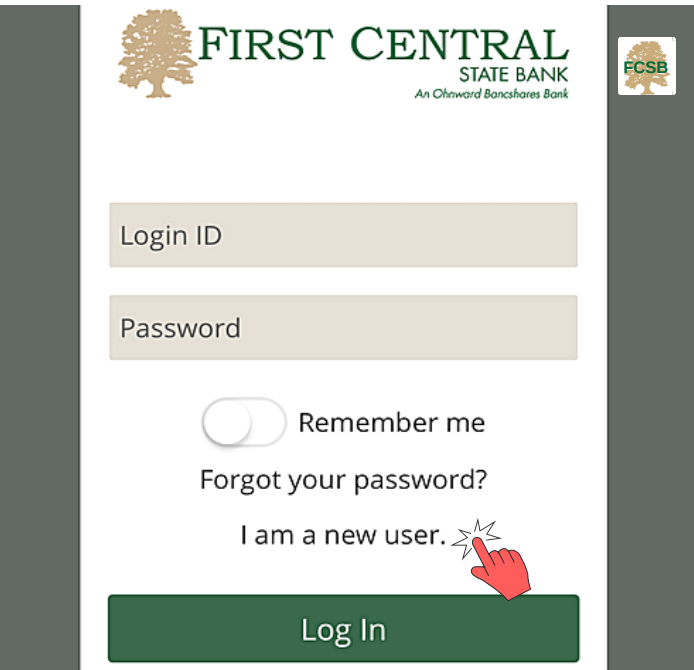 FIRST CENTRAL
STATE BANK
An Ohnward Bancshares Bank
FCSB
Login ID
Password
Remember me
Forgot your password?
I am a new user.
Log In